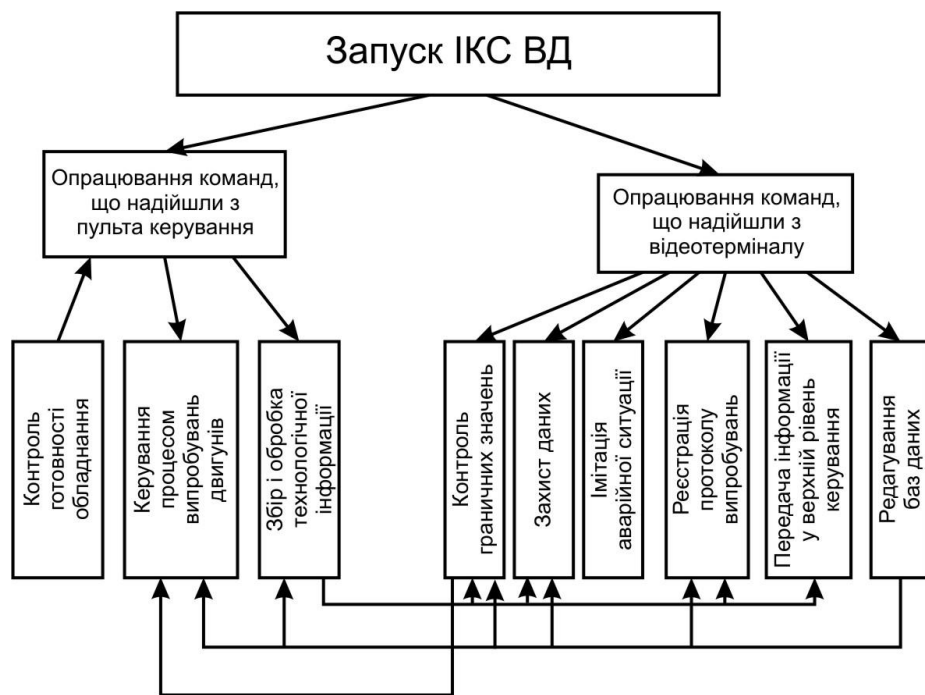 Запуск ІКС ВД
Опрацювання команд,
що надійшли з
пульта керування
Опрацювання команд,
що надійшли з
відеотерміналу
Контроль
готовності
обладнання
Керування
процесом
випробувань
двигунів
Збір і обробка
технологічної
інформації
Контроль
граничних значень
Захист даних
Імітація
аварійної ситуації
Реєстрація
протоколу
випробувань
Передача інформації
у верхній рівень
керування
Редагування
баз даних